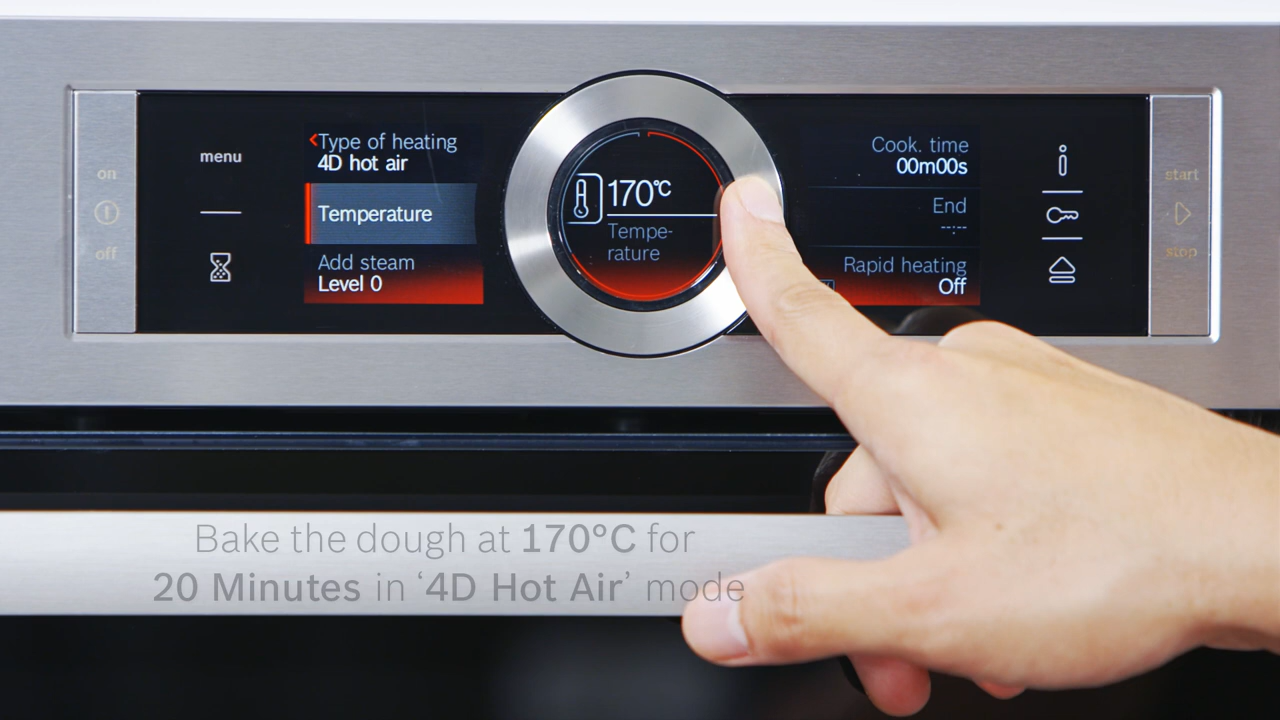 on
off
menu
Type of heating
4D hot air
Temperature
Add steam
Level 0
170°C
Tempe-
rature
Cook. time
00m00s
End
--:--
Rapid heating
Off
start
stop
Bake the dough at 170°C for
20 Minutes in ‘4D Hot Air’ mode